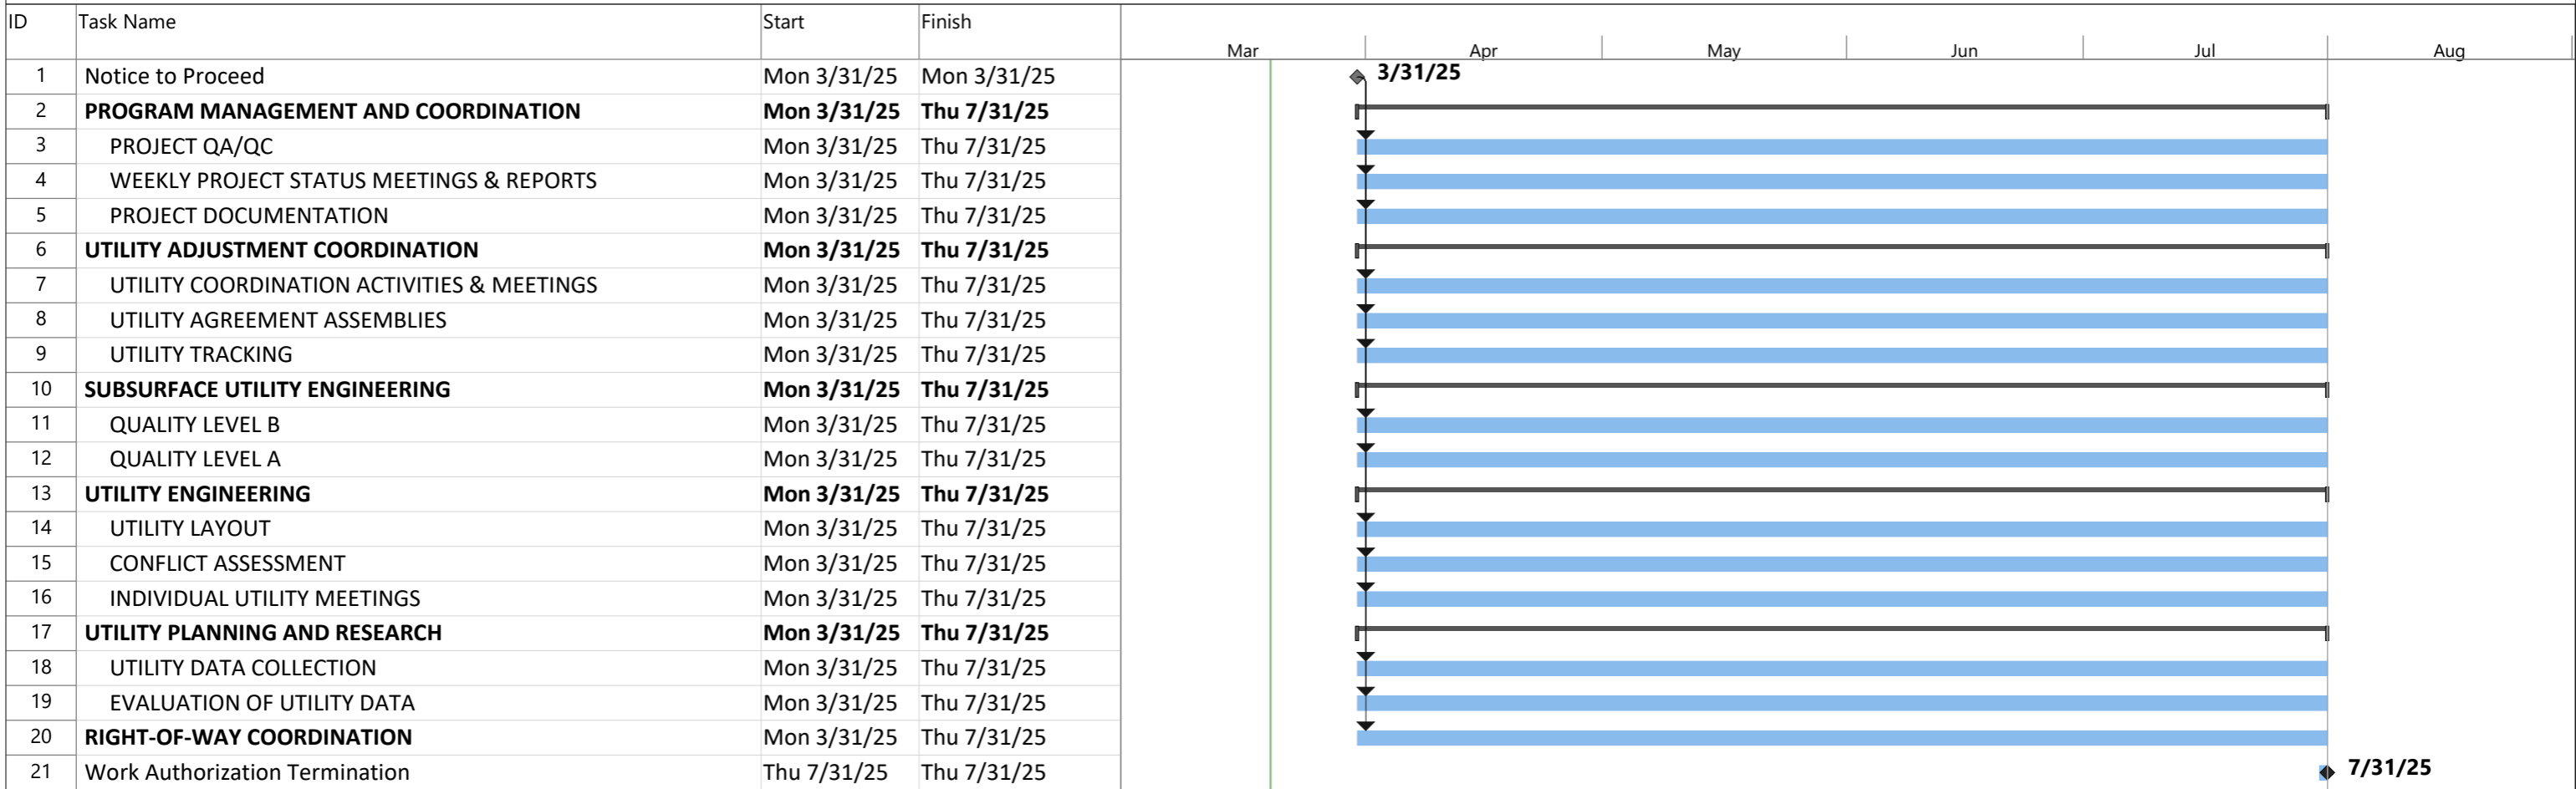 ID Task Name Start Finish
Mar Apr May Jun Jul Aug
1 Notice to Proceed Mon 3/31/25 Mon 3/31/25 3/31/25
2 PROGRAM MANAGEMENT AND COORDINATION Mon 3/31/25 Thu 7/31/25
3 PROJECT QA/QC Mon 3/31/25 Thu 7/31/25
4 WEEKLY PROJECT STATUS MEETINGS & REPORTS Mon 3/31/25 Thu 7/31/25
5 PROJECT DOCUMENTATION Mon 3/31/25 Thu 7/31/25
6 UTILITY ADJUSTMENT COORDINATION Mon 3/31/25 Thu 7/31/25
7 UTILITY COORDINATION ACTIVITIES & MEETINGS Mon 3/31/25 Thu 7/31/25
8 UTILITY AGREEMENT ASSEMBLIES Mon 3/31/25 Thu 7/31/25
9 UTILITY TRACKING Mon 3/31/25 Thu 7/31/25
10 SUBSURFACE UTILITY ENGINEERING Mon 3/31/25 Thu 7/31/25
11 QUALITY LEVEL B Mon 3/31/25 Thu 7/31/25
12 QUALITY LEVEL A Mon 3/31/25 Thu 7/31/25
13 UTILITY ENGINEERING Mon 3/31/25 Thu 7/31/25
14 UTILITY LAYOUT Mon 3/31/25 Thu 7/31/25
15 CONFLICT ASSESSMENT Mon 3/31/25 Thu 7/31/25
16 INDIVIDUAL UTILITY MEETINGS Mon 3/31/25 Thu 7/31/25
17 UTILITY PLANNING AND RESEARCH Mon 3/31/25 Thu 7/31/25
18 UTILITY DATA COLLECTION Mon 3/31/25 Thu 7/31/25
19 EVALUATION OF UTILITY DATA Mon 3/31/25 Thu 7/31/25
20 RIGHT-OF-WAY COORDINATION Mon 3/31/25 Thu 7/31/25
21 Work Authorization Termination Thu 7/31/25 Thu 7/31/25 7/31/25